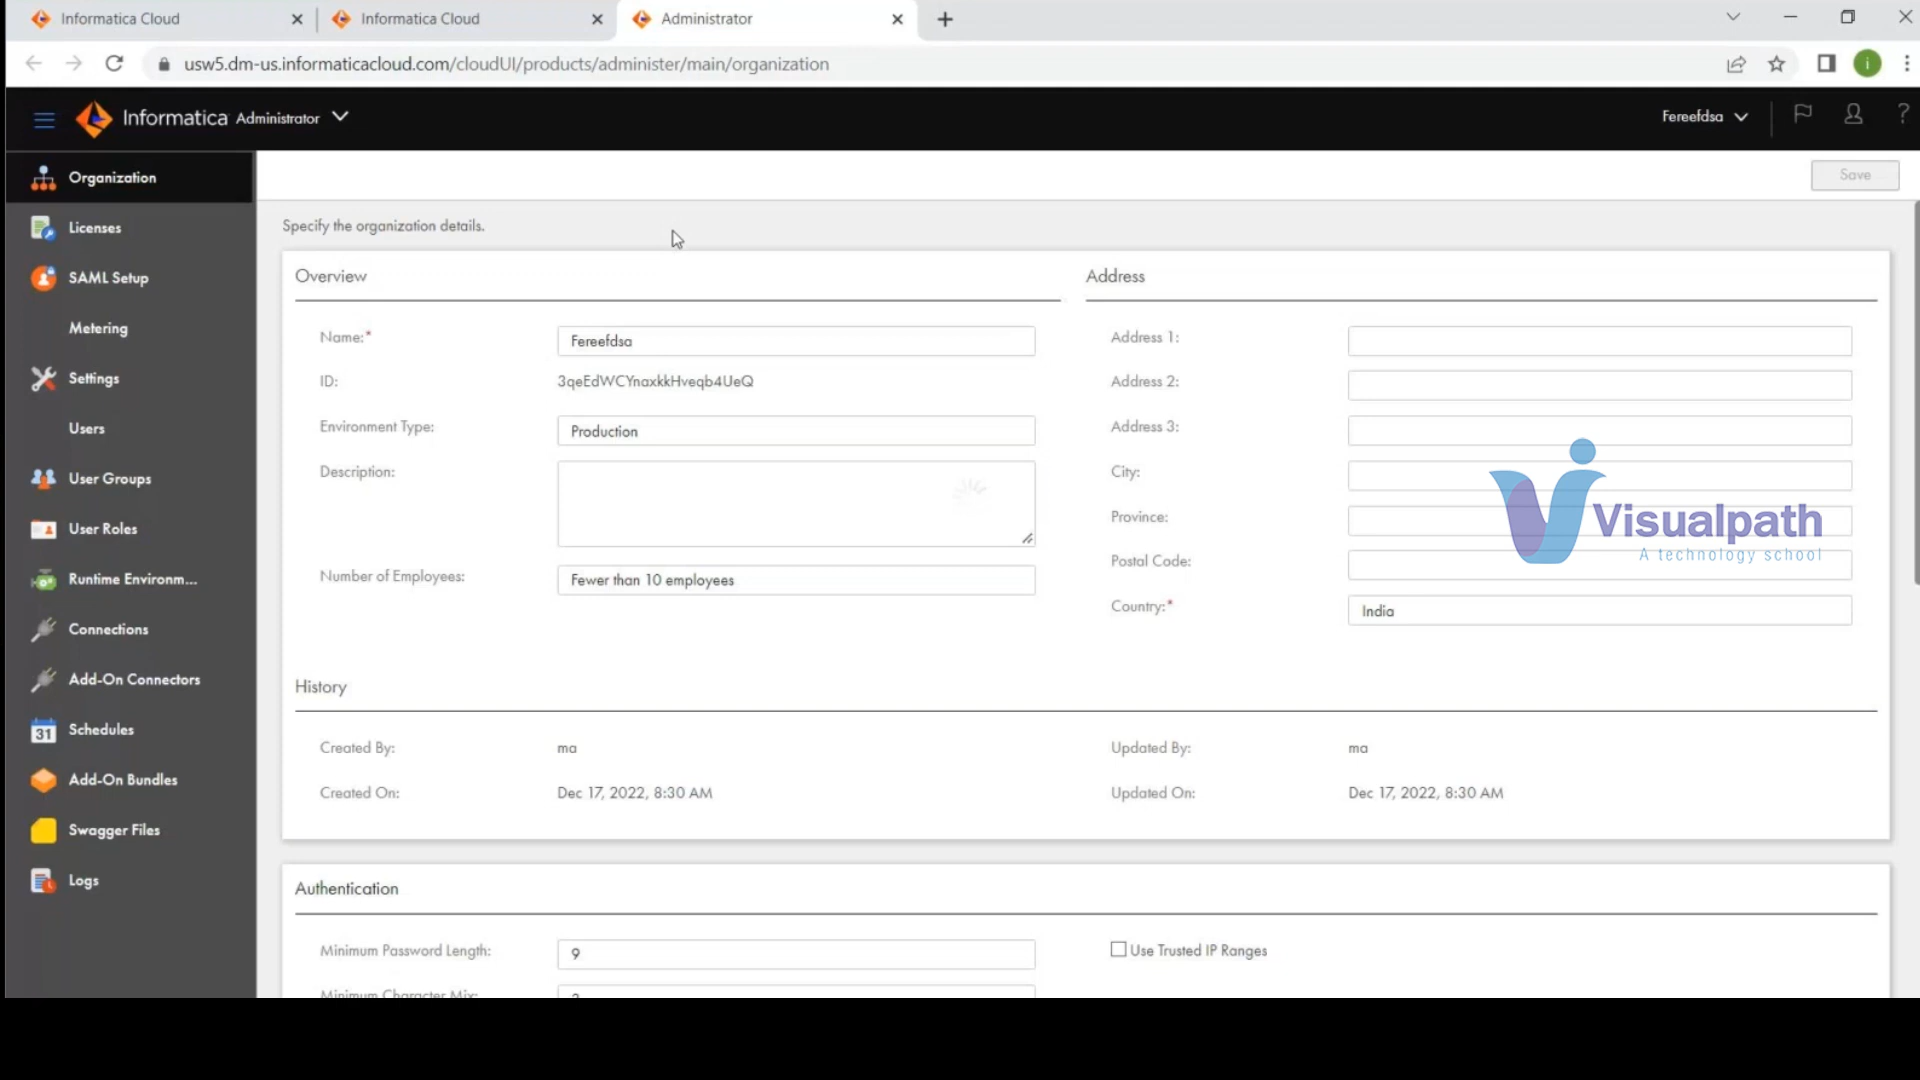 Informatica Cloud
Informatica Cloud
Administrator
usw5.dm-us.informaticacloud.com/cloudUI/products/administer/main/organization
i
Informatica Administrator
Fereefdsa
?
Organization
Licenses
SAML Setup
Metering
Settings
Users
User Groups
User Roles
Runtime Environm...
Connections
Add-On Connectors
31 Schedules
Add-On Bundles
Swagger Files
Logs
Save
Specify the organization details.
Overview
Name:* Fereefdsa
ID: 3qeEdWCYnaxkkHveqb4UeQ
Environment Type: Production
Description:
Number of Employees: Fewer than 10 employees
Address
Address 1:
Address 2:
Address 3:
City:
Province:
Postal Code:
Country:* India
Visualpath
A technology school
History
Created By: ma
Created On: Dec 17, 2022, 8:30 AM
Updated By: ma
Updated On: Dec 17, 2022, 8:30 AM
Authentication
Minimum Password Length: 9
Use Trusted IP Ranges
Minimum Character Mix: